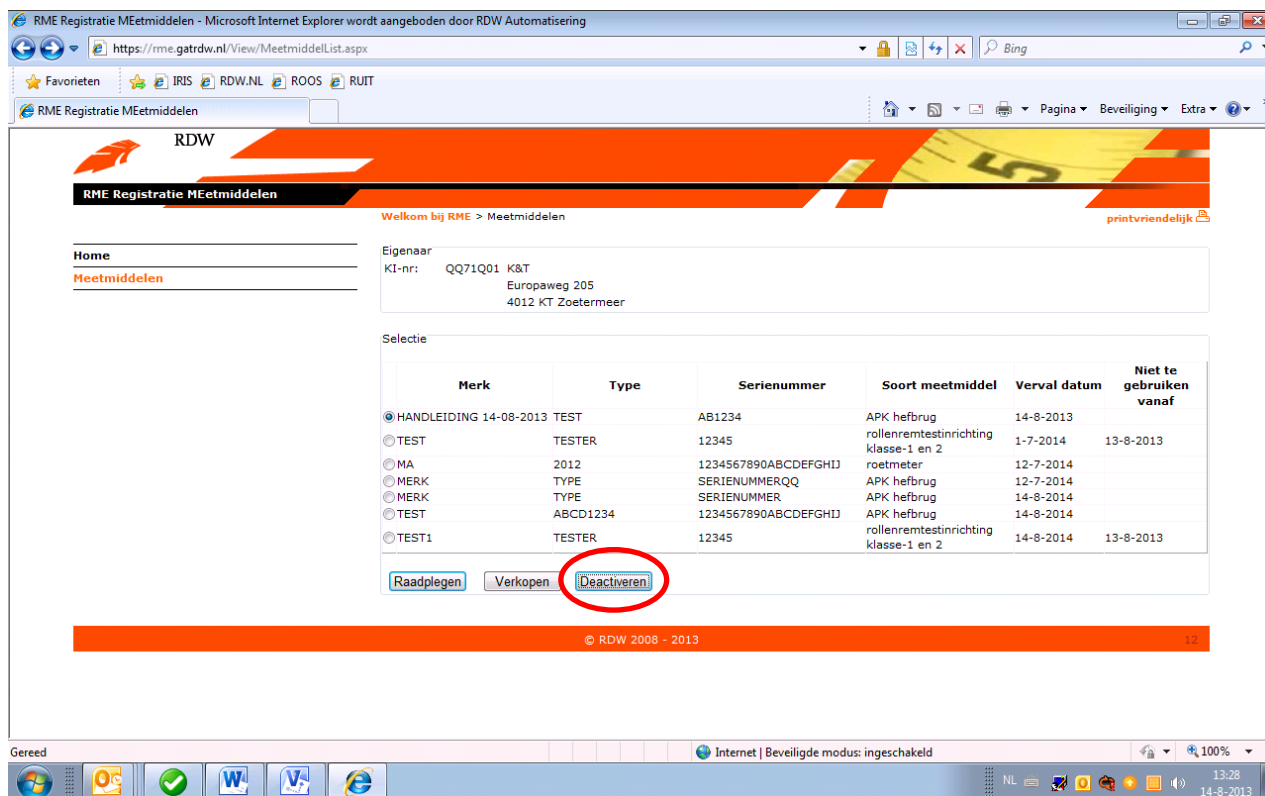 RME Registratie MEetmiddelen - Microsoft Internet Explorer wordt aangeboden door RDW Automatisering
https://rme.gatrdw.nl/View/MeetmiddelList.aspx
Bing
Favorieten IRIS RDW.NL ROOS RUIT
RME Registratie MEetmiddelen
Pagina Beveiliging Extra
RDW
5
RME Registratie MEetmiddelen
Welkom bij RME > Meetmiddelen
printvriendelijk
Home
Meetmiddelen
Eigenaar
KI-nr: QQ71Q01 K&T
Europaweg 205
4012 KT Zoetermeer
Selectie
Merk Type Serienummer Soort meetmiddel Verval datum Niet te gebruiken vanaf
HANDLEIDING 14-08-2013 TEST AB1234 APK hefbrug 14-8-2013
TEST TESTER 12345 rollenremtestinrichting klasse-1 en 2 1-7-2014 13-8-2013
MA 2012 1234567890ABCDEFGHIJ roetmeter 12-7-2014
MERK TYPE SERIENUMMERQQ APK hefbrug 12-7-2014
MERK TYPE SERIENUMMER APK hefbrug 14-8-2014
TEST ABCD1234 1234567890ABCDEFGHIJ APK hefbrug 14-8-2014
TEST1 TESTER 12345 rollenremtestinrichting klasse-1 en 2 14-8-2014 13-8-2013
Raadplegen Verkopen Deactiveren
© RDW 2008 - 2013
12
Gereed
Internet | Beveiligde modus: ingeschakeld
100%
NL
13:28
14-8-2013